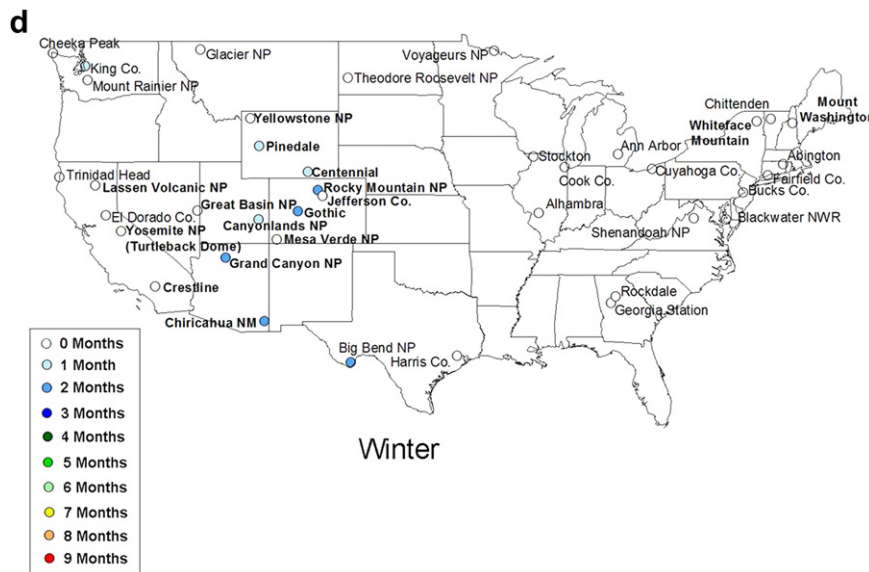 d
Cheeka Peak
King Co.
Mount Rainier NP
Glacier NP
Theodore Roosevelt NP
Voyageurs NP
Chittenden
Mount
Washington
Whiteface
Mountain
Yellowstone NP
Pinedale
Stockton
Ann Arbor
Abington
Trinidad Head
Lassen Volcanic NP
Centennial
Rocky Mountain NP
Jefferson Co.
Cook Co.
Cuyahoga Co.
Fairfield Co.
Bucks Co.
Great Basin NP
Gothic
El Dorado Co.
Canyonlands NP
Alhambra
Blackwater NWR
Yosemite NP
(Turtleback Dome)
Mesa Verde NP
Shenandoah NP
Grand Canyon NP
Crestline
Rockdale
Georgia Station
Chiricahua NM
Big Bend NP
Harris Co.
0 Months
1 Month
2 Months
3 Months
4 Months
5 Months
6 Months
7 Months
8 Months
9 Months
Winter